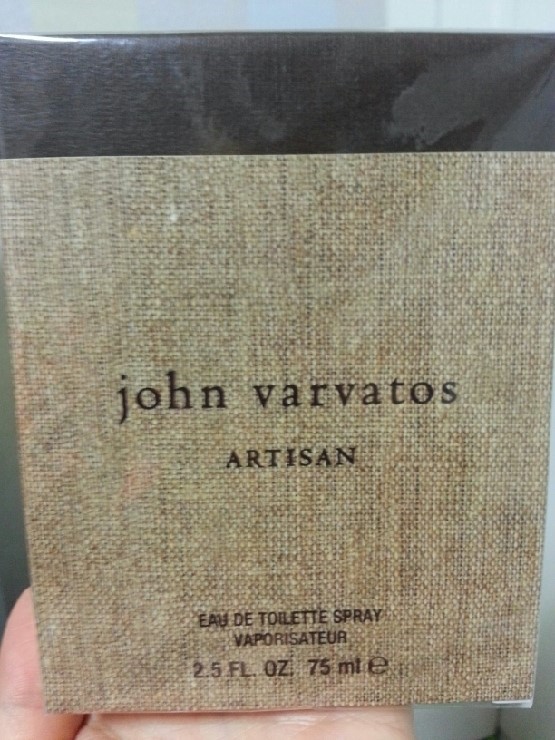 john varvatos
ARTISAN
EAU DE TOILETTE SPRAY
VAPORISATEUR
2.5 FL. OZ. 75 ml ℮